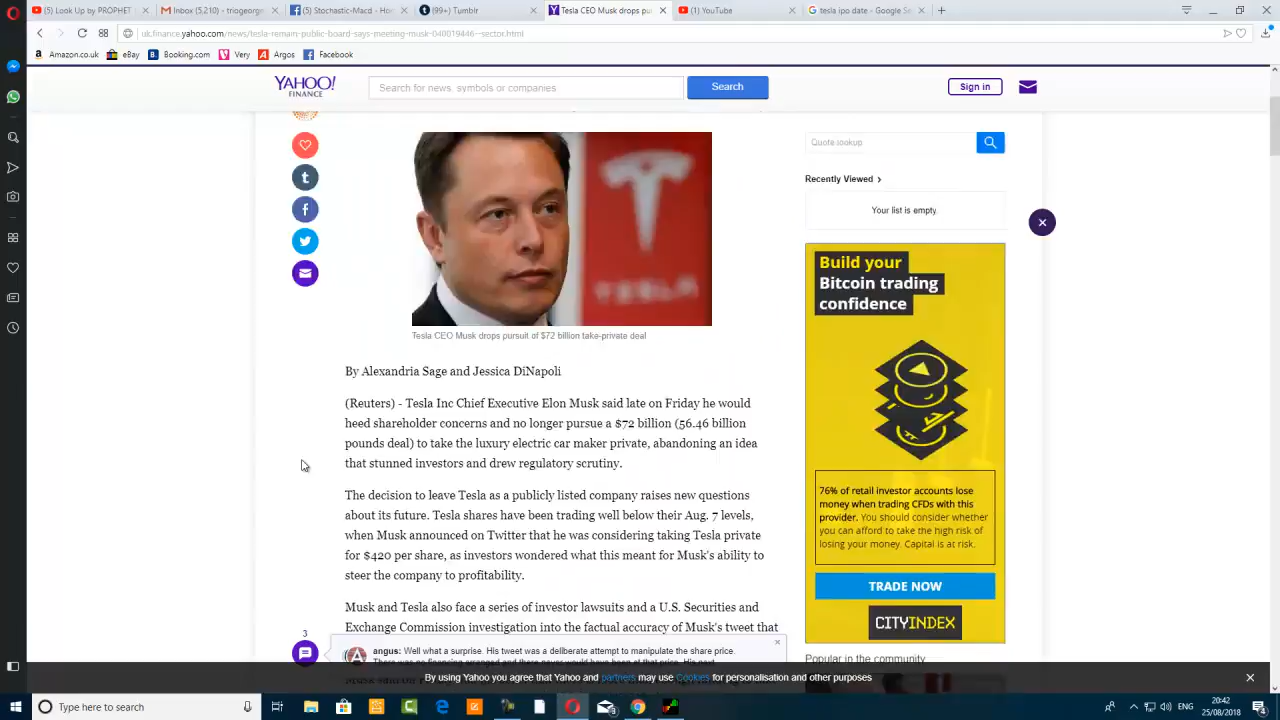 (5) Look Up by PROPHET
Inbox (5,210) - triogeorge
(5) Stochastic-Macd - Ho
(99+) Tumblr
Tesla CEO Musk drops pu
(1) YouTube
tesla ipo date - Google Se
uk.finance.yahoo.com/news/tesla-remain-public-board-says-meeting-musk-040019446--sector.html
Amazon.co.uk eBay Booking.com Very Argos Facebook
YAHOO!
FINANCE
Search for news, symbols or companies
Search
Sign in
Quote lookup
Recently Viewed
Your list is empty.
Tesla CEO Musk drops pursuit of $72 billion take-private deal
By Alexandria Sage and Jessica DiNapoli
(Reuters) - Tesla Inc Chief Executive Elon Musk said late on Friday he would
heed shareholder concerns and no longer pursue a $72 billion (56.46 billion
pounds deal) to take the luxury electric car maker private, abandoning an idea
that stunned investors and drew regulatory scrutiny.
The decision to leave Tesla as a publicly listed company raises new questions
about its future. Tesla shares have been trading well below their Aug. 7 levels,
when Musk announced on Twitter that he was considering taking Tesla private
for $420 per share, as investors wondered what this meant for Musk's ability to
steer the company to profitability.
Musk and Tesla also face a series of investor lawsuits and a U.S. Securities and
Exchange Commission investigation into the factual accuracy of Musk's tweet that
3
angus: Well what a surprise. His tweet was a deliberate attempt to manipulate the share price.
Build your
Bitcoin trading
confidence
76% of retail investor accounts lose
money when trading CFDs with this
provider. You should consider whether
you can afford to take the high risk of
losing your money. Capital is at risk.
TRADE NOW
CITYINDEX
Popular in the community
By using Yahoo you agree that Yahoo and partners may use Cookies for personalisation and other purposes
Type here to search
ENG
20:42
25/08/2018
TESLA